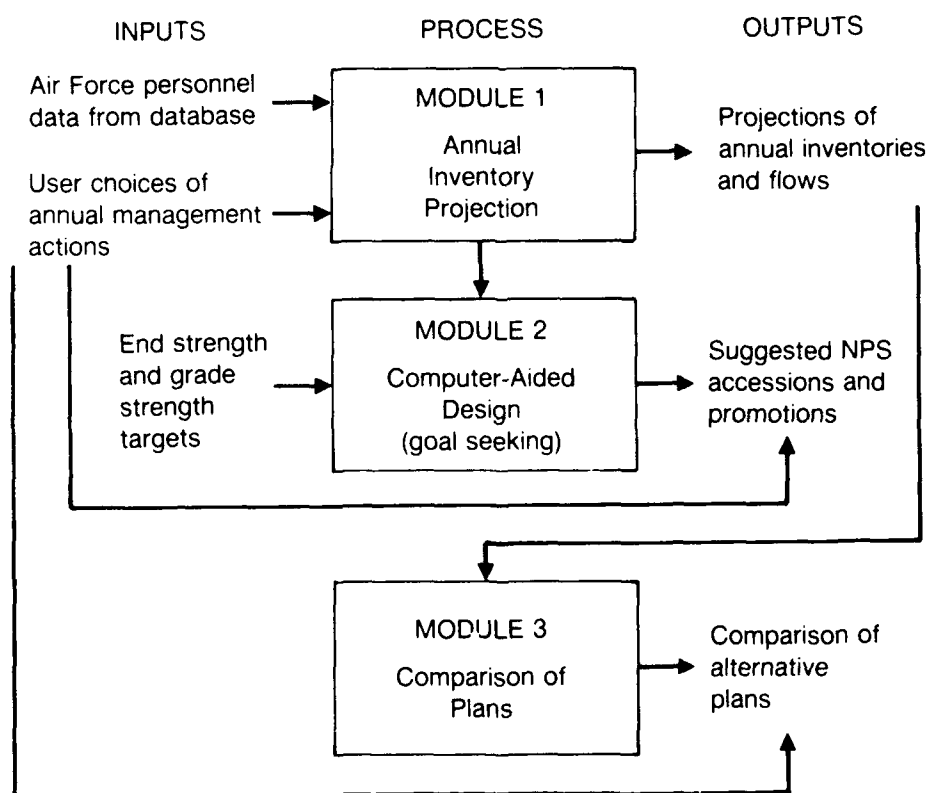 INPUTS
PROCESS
OUTPUTS
Air Force personnel
data from database
User choices of
annual management
actions
MODULE 1
Annual
Inventory
Projection
Projections of
annual inventories
and flows
End strength
and grade
strength
targets
MODULE 2
Computer-Aided
Design
(goal seeking)
Suggested NPS
accessions and
promotions
MODULE 3
Comparison of
Plans
Comparison of
alternative
plans